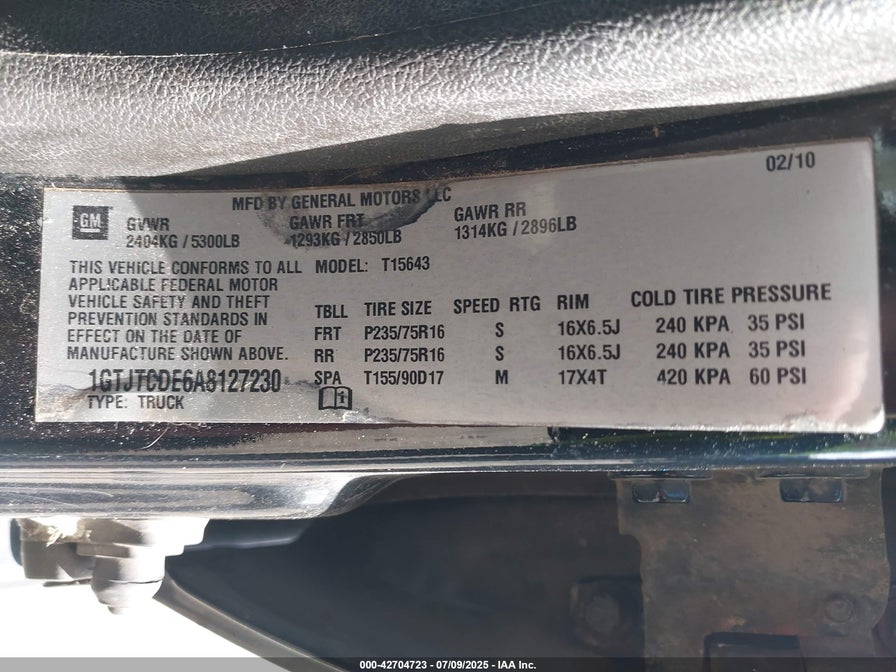 02/10
MFD BY GENERAL MOTORS LLC
GM
GVWR GAWR FRT GAWR RR
2404KG / 5300LB 1293KG / 2850LB 1314KG / 2896LB
THIS VEHICLE CONFORMS TO ALL
APPLICABLE FEDERAL MOTOR
VEHICLE SAFETY AND THEFT
PREVENTION STANDARDS IN
EFFECT ON THE DATE OF
MANUFACTURE SHOWN ABOVE.
1GTJTCDE6A8127230
TYPE: TRUCK
MODEL: T15643
TBLL TIRE SIZE SPEED RTG RIM COLD TIRE PRESSURE
FRT P235/75R16 S 16X6.5J 240 KPA 35 PSI
RR P235/75R16 S 16X6.5J 240 KPA 35 PSI
SPA T155/90D17 M 17X4T 420 KPA 60 PSI
000-42704723 - 07/09/2025 - IAA Inc.